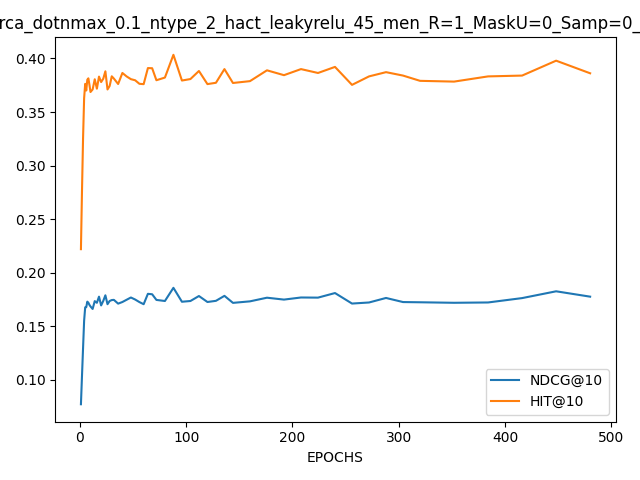 rca_dotnmax_0.1_ntype_2_hact_leakyrelu_45_men_R=1_MaskU=0_Samp=0_
0.40
0.35
0.30
0.25
0.20
0.15
0.10
NDCG@10
HIT@10
0 100 200 300 400 500
EPOCHS